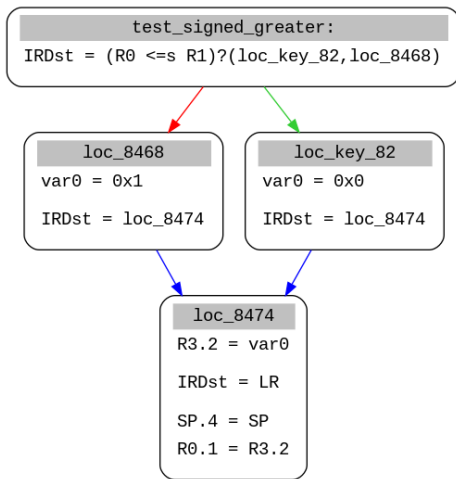 test_signed_greater:
IRDst = (R0 <=s R1)?(loc_key_82,loc_8468)
loc_8468
var0 = 0x1
IRDst = loc_8474
loc_key_82
var0 = 0x0
IRDst = loc_8474
loc_8474
R3.2 = var0
IRDst = LR
SP.4 = SP
R0.1 = R3.2